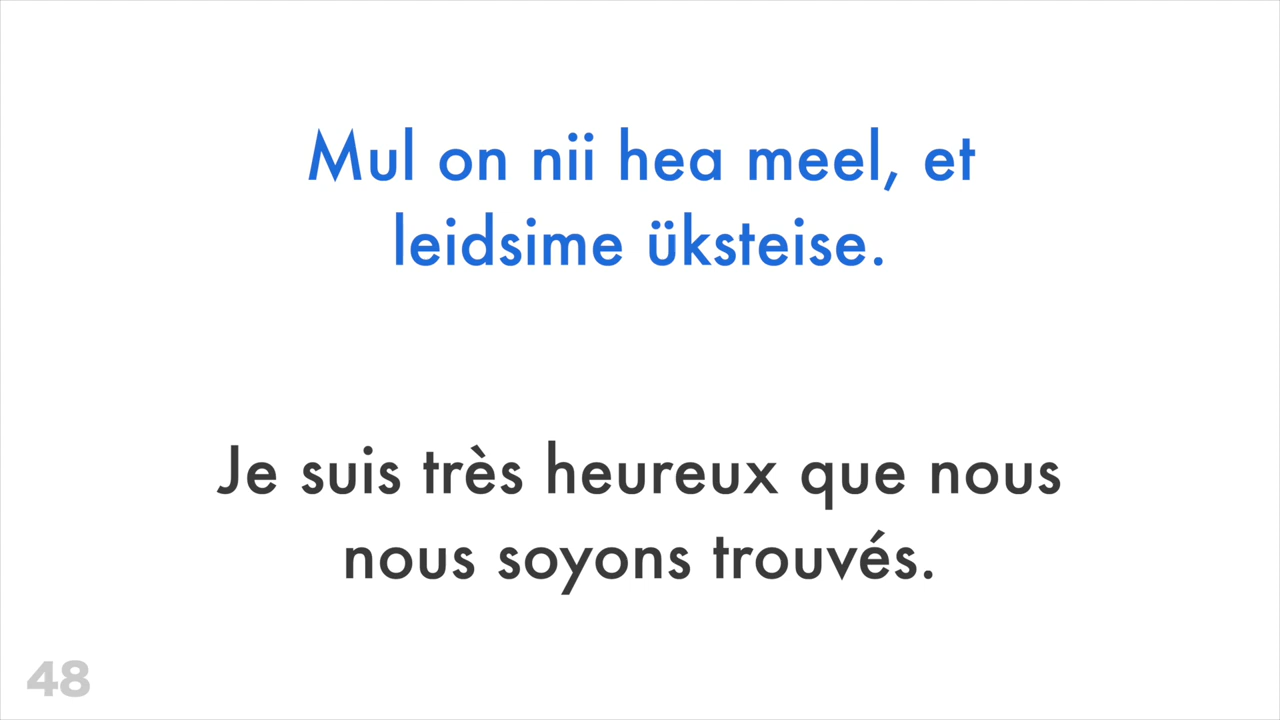 Mul on nii hea meel, et
leidsime üksteise.
Je suis très heureux que nous
nous soyons trouvés.
48